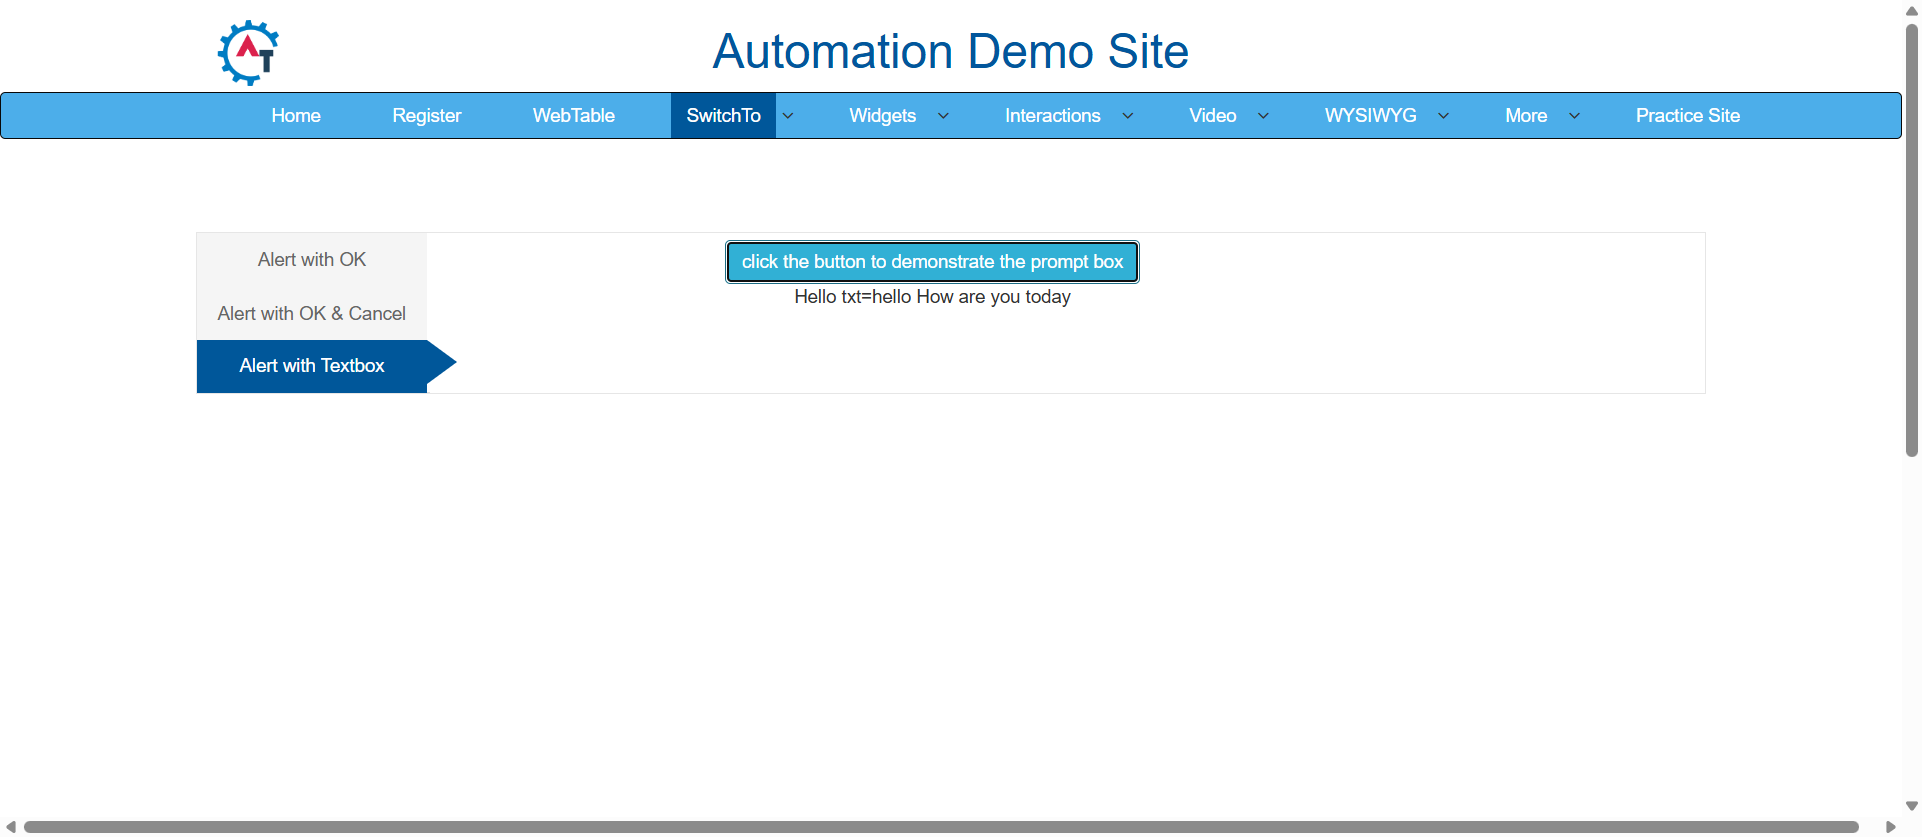 AT
Automation Demo Site
Home Register WebTable SwitchTo Widgets Interactions Video WYSIWYG More Practice Site
Alert with OK
click the button to demonstrate the prompt box
Hello txt=hello How are you today
Alert with OK & Cancel
Alert with Textbox